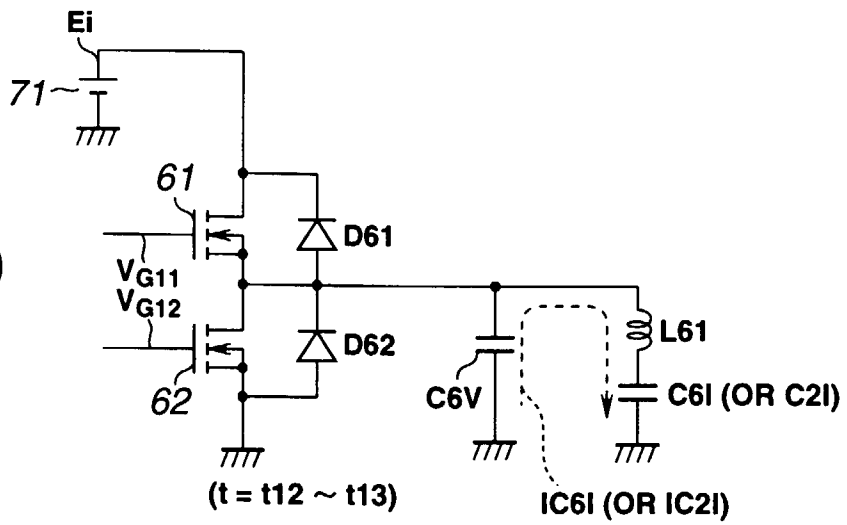 Ei
71
61
D61
)
VG11
VG12
D62
L61
62
C6V
C6I (OR C2I)
(t = t12 ~ t13)
IC6I (OR IC2I)